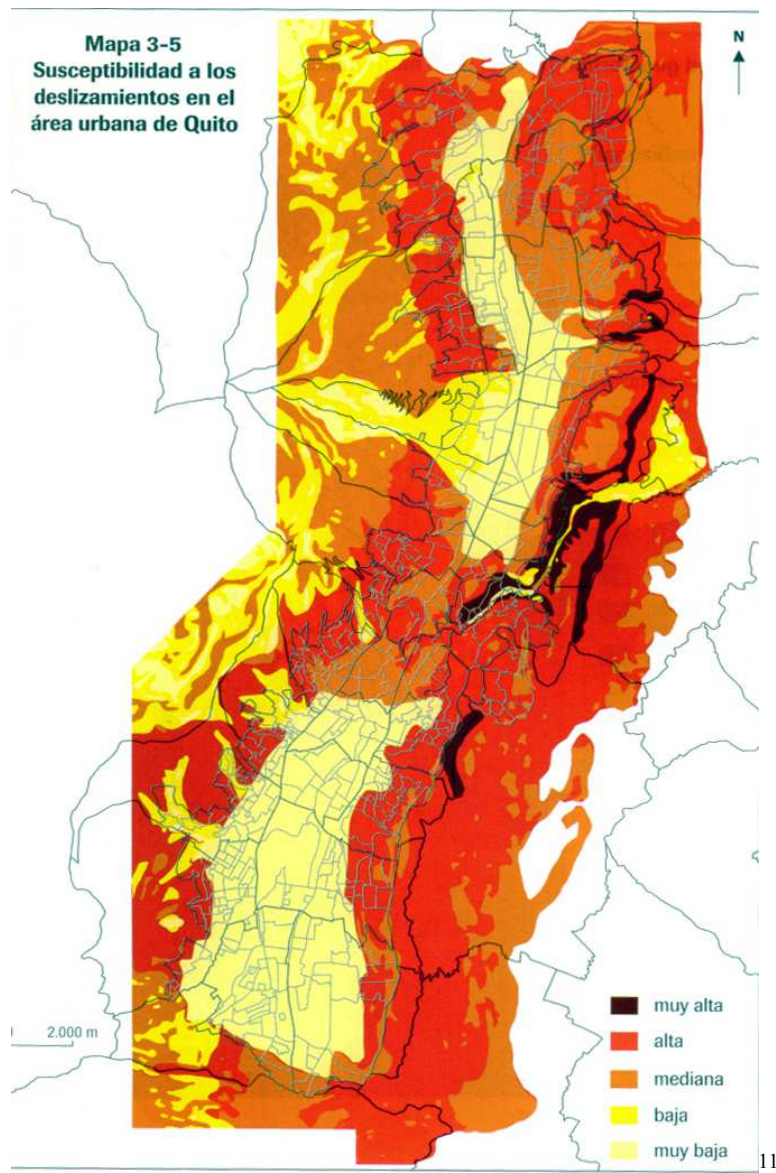 Mapa 3-5
Susceptibilidad a los
deslizamientos en el
área urbana de Quito
N
2.000 m
muy alta
alta
mediana
baja
muy baja
11